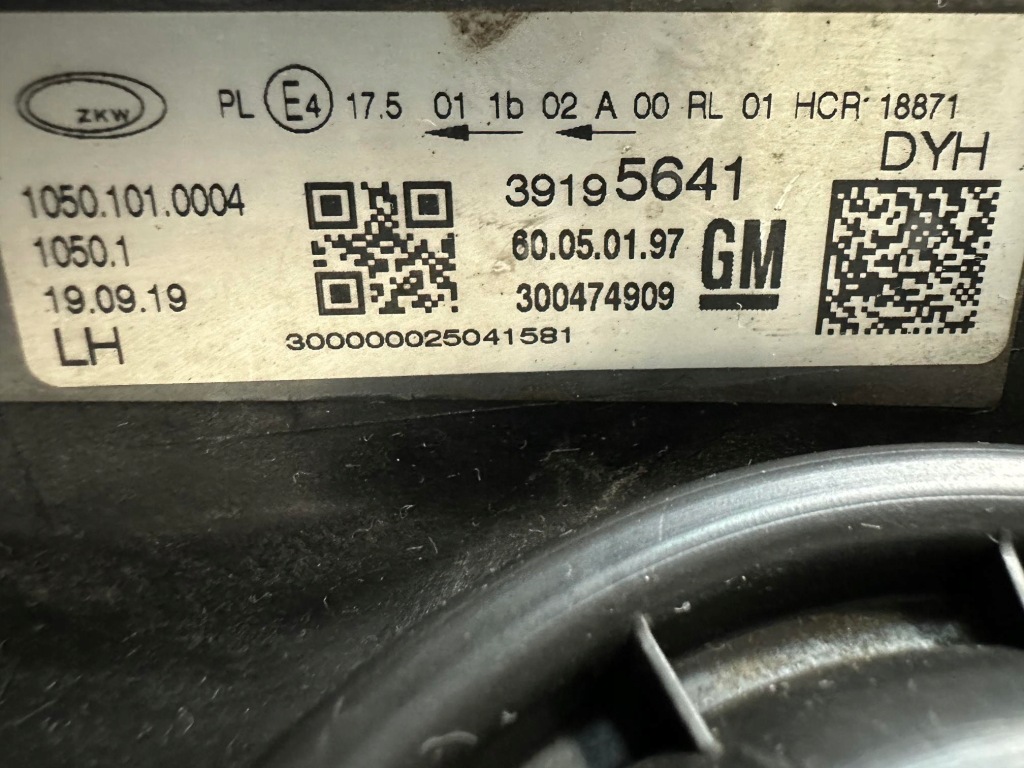 ZKW
PL E4 17.5 01 1b 02 A 00 RL 01 HCR 18871
DYH
1050.101.0004
39195641
1050.1
60.05.01.97
GM
19.09.19
300474909
LH
300000025041581